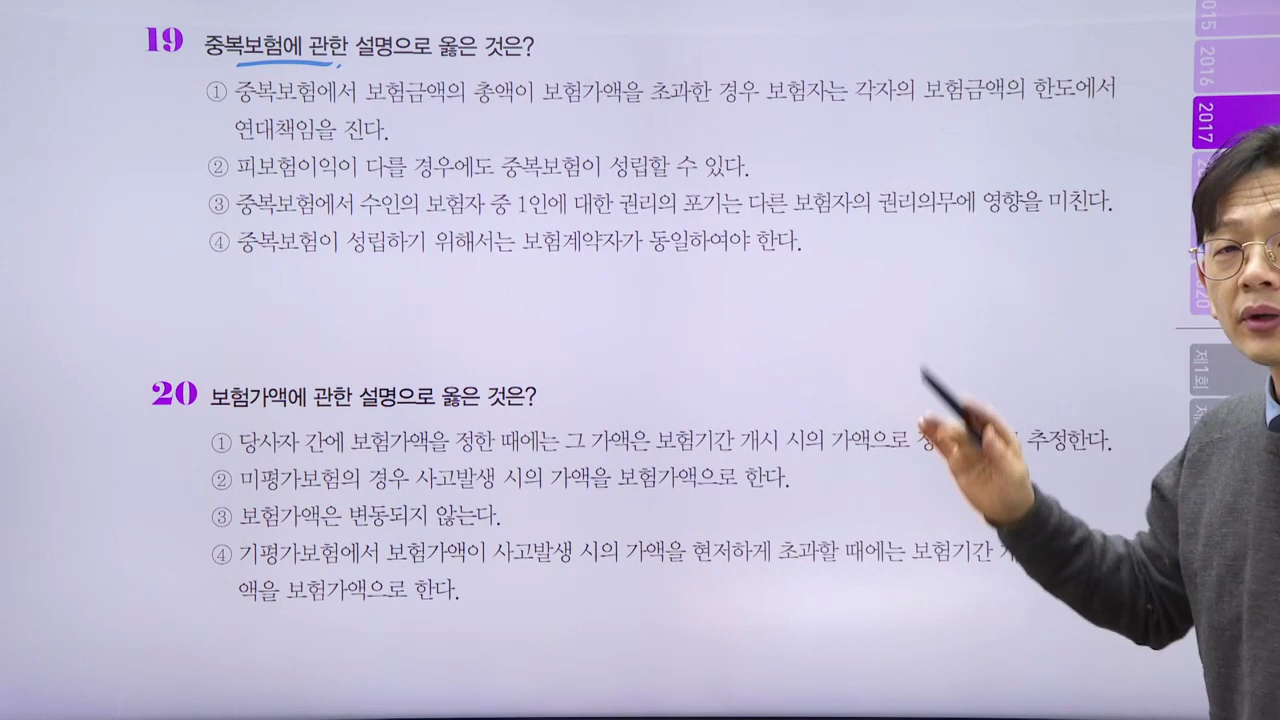 19 중복보험에 관한 설명으로 옳은 것은?
① 중복보험에서 보험금액의 총액이 보험가액을 초과한 경우 보험자는 각자의 보험금액의 한도에서
연대책임을 진다.
② 피보험이익이 다를 경우에도 중복보험이 성립할 수 있다.
③ 중복보험에서 수인의 보험자 중 1인에 대한 권리의 포기는 다른 보험자의 권리의무에 영향을 미친다.
④ 중복보험이 성립하기 위해서는 보험계약자가 동일하여야 한다.
20 보험가액에 관한 설명으로 옳은 것은?
① 당사자 간에 보험가액을 정한 때에는 그 가액은 보험기간 개시 시의 가액으로 추정한다.
② 미평가보험의 경우 사고발생 시의 가액을 보험가액으로 한다.
③ 보험가액은 변동되지 않는다.
④ 기평가보험에서 보험가액이 사고발생 시의 가액을 현저하게 초과할 때에는 보험기간
액을 보험가액으로 한다.
2016
2017
제1회